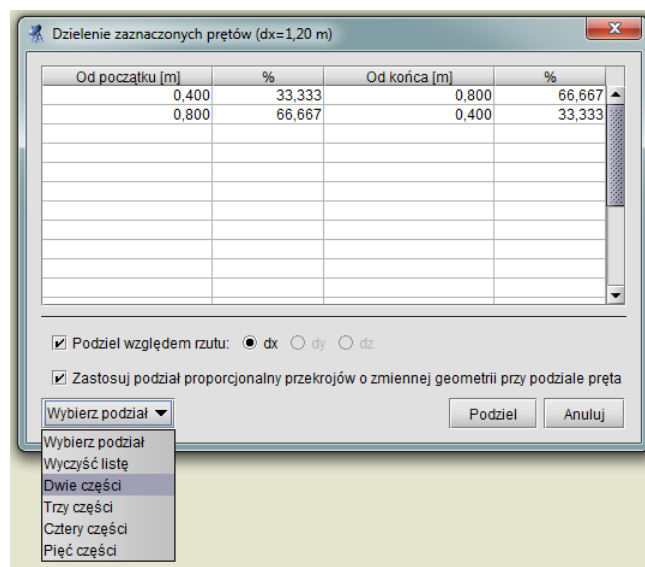 Dzielenie zaznaczonych prętów (dx=1,20 m)
Od początku [m] % Od końca [m] %
0,400 33,333 0,800 66,667
0,800 66,667 0,400 33,333
Podziel względem rzutu: dx dy dz
Zastosuj podział proporcjonalny przekrojów o zmiennej geometrii przy podziale pręta
Wybierz podział Podziel Anuluj
Wybierz podział
Wyczyść listę
Dwie części
Trzy części
Cztery części
Pięć części